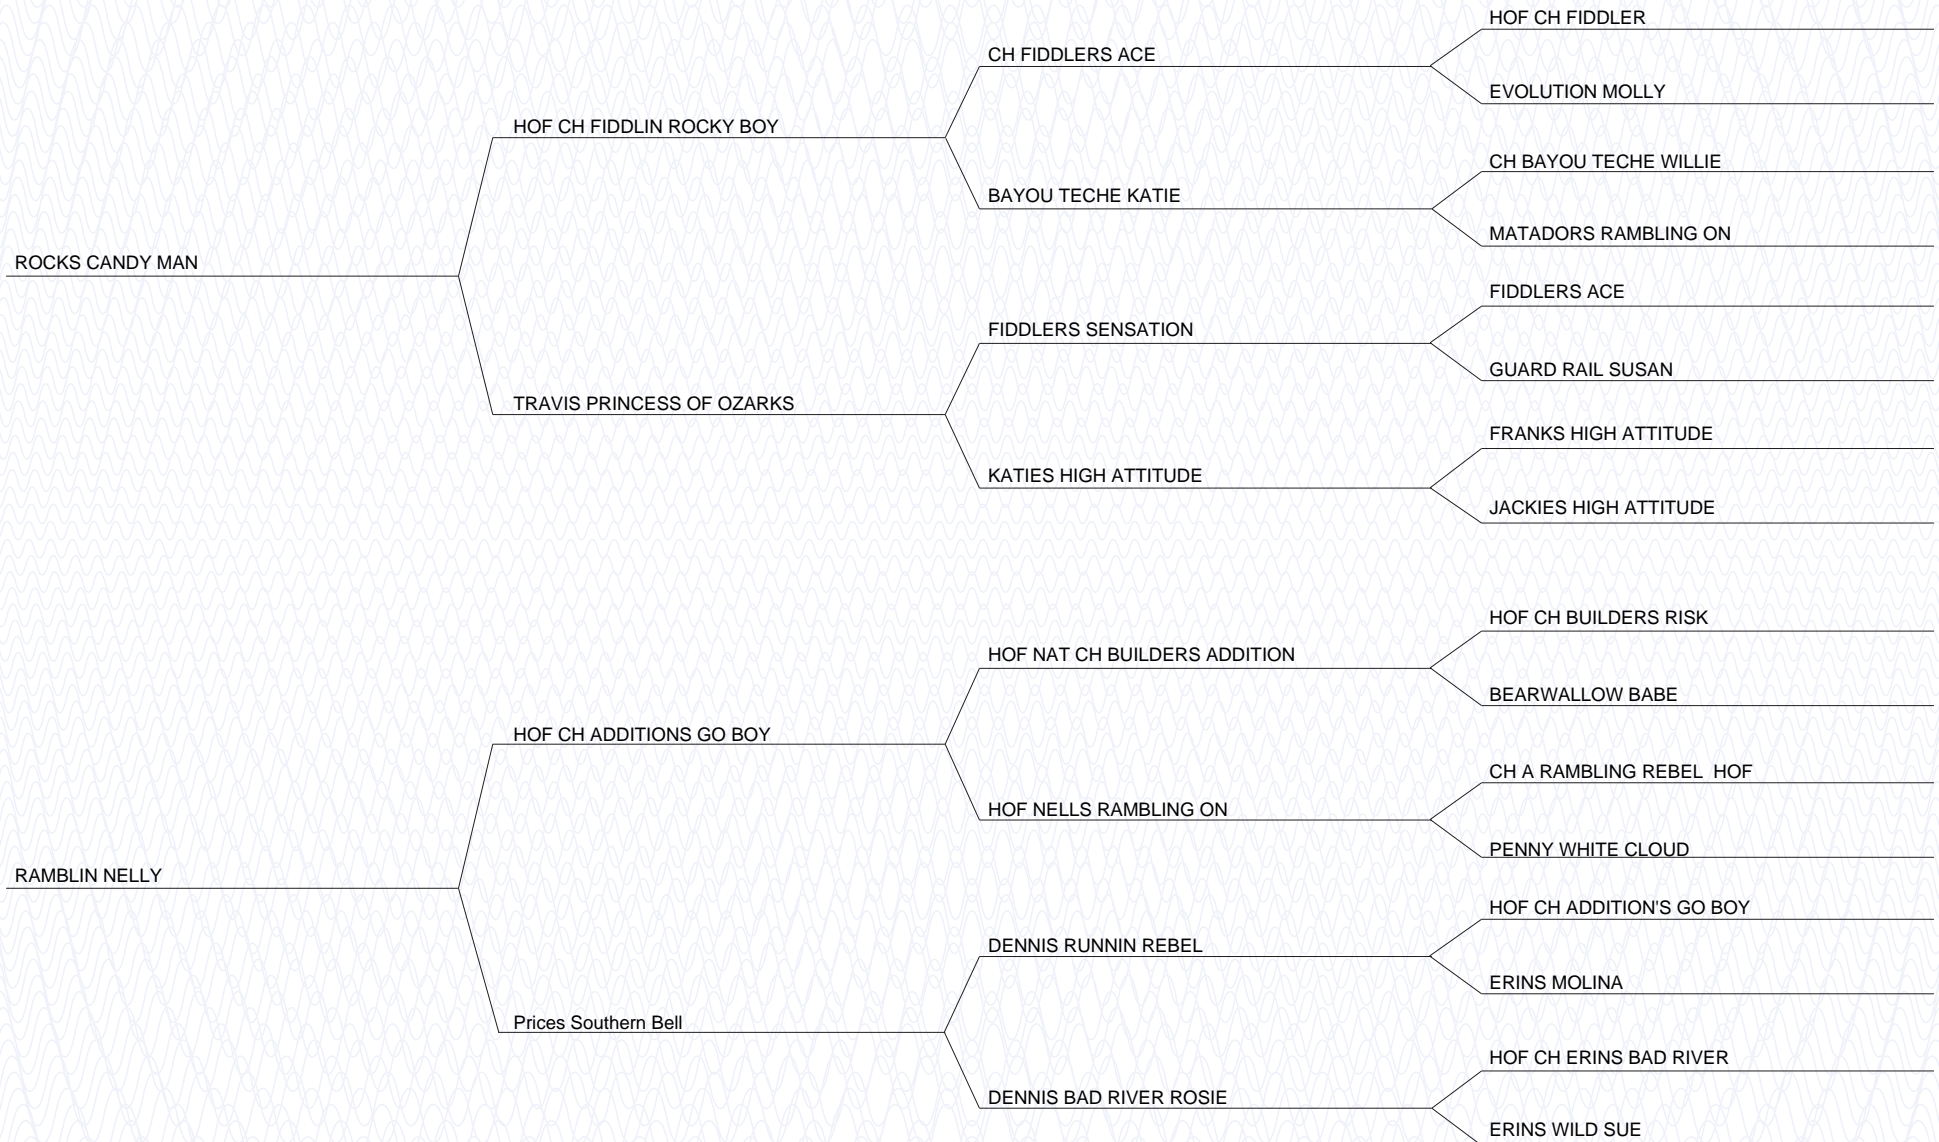 HOF CH FIDDLER
CH FIDDLERS ACE
EVOLUTION MOLLY
HOF CH FIDDLIN ROCKY BOY
CH BAYOU TECHE WILLIE
BAYOU TECHE KATIE
MATADORS RAMBLING ON
ROCKS CANDY MAN
FIDDLERS ACE
FIDDLERS SENSATION
GUARD RAIL SUSAN
TRAVIS PRINCESS OF OZARKS
FRANKS HIGH ATTITUDE
KATIES HIGH ATTITUDE
JACKIES HIGH ATTITUDE
HOF CH BUILDERS RISK
HOF NAT CH BUILDERS ADDITION
BEARWALLOW BABE
HOF CH ADDITIONS GO BOY
CH A RAMBLING REBEL  HOF
HOF NELLS RAMBLING ON
PENNY WHITE CLOUD
RAMBLIN NELLY
HOF CH ADDITION'S GO BOY
DENNIS RUNNIN REBEL
ERINS MOLINA
Prices Southern Bell
HOF CH ERINS BAD RIVER
DENNIS BAD RIVER ROSIE
ERINS WILD SUE